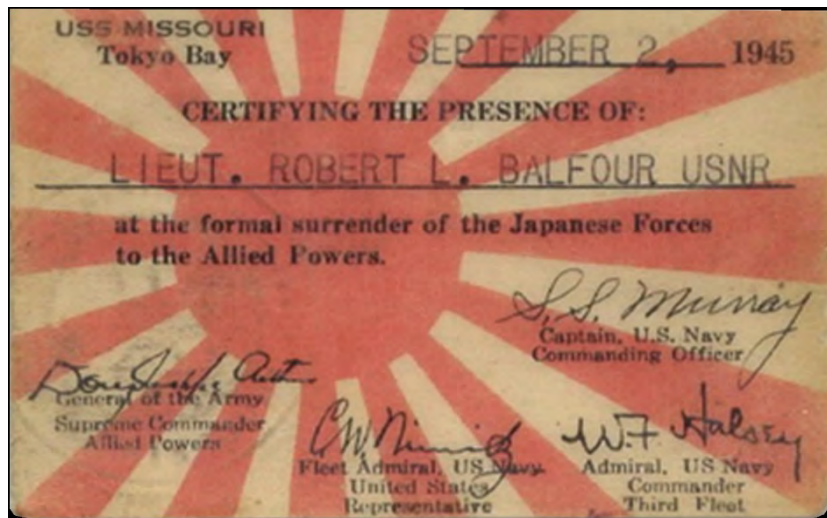 USS MISSOURI
Tokyo Bay
SEPTEMBER 2, 1945
CERTIFYING THE PRESENCE OF:
LIEUT. ROBERT L. BALFOUR USNR
at the formal surrender of the Japanese Forces
to the Allied Powers.
S. S. Murray
Captain, U.S. Navy
Commanding Officer
Douglas MacArthur
General of the Army
Supreme Commander
Allied Powers
C.W. Nimitz
Fleet Admiral, US Navy
United States
Representative
W.F. Halsey
Admiral, US Navy
Commander
Third Fleet